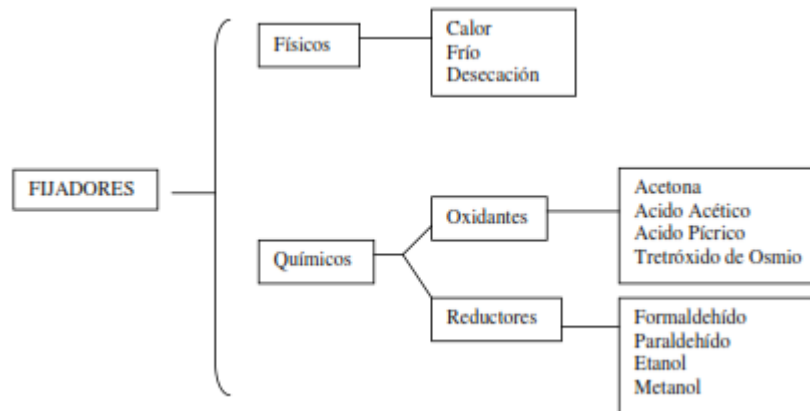 FIJADORES
Físicos
Calor
Frío
Desecación
Químicos
Oxidantes
Acetona
Acido Acético
Acido Pícrico
Tretróxido de Osmio
Reductores
Formaldehído
Paraldehído
Etanol
Metanol